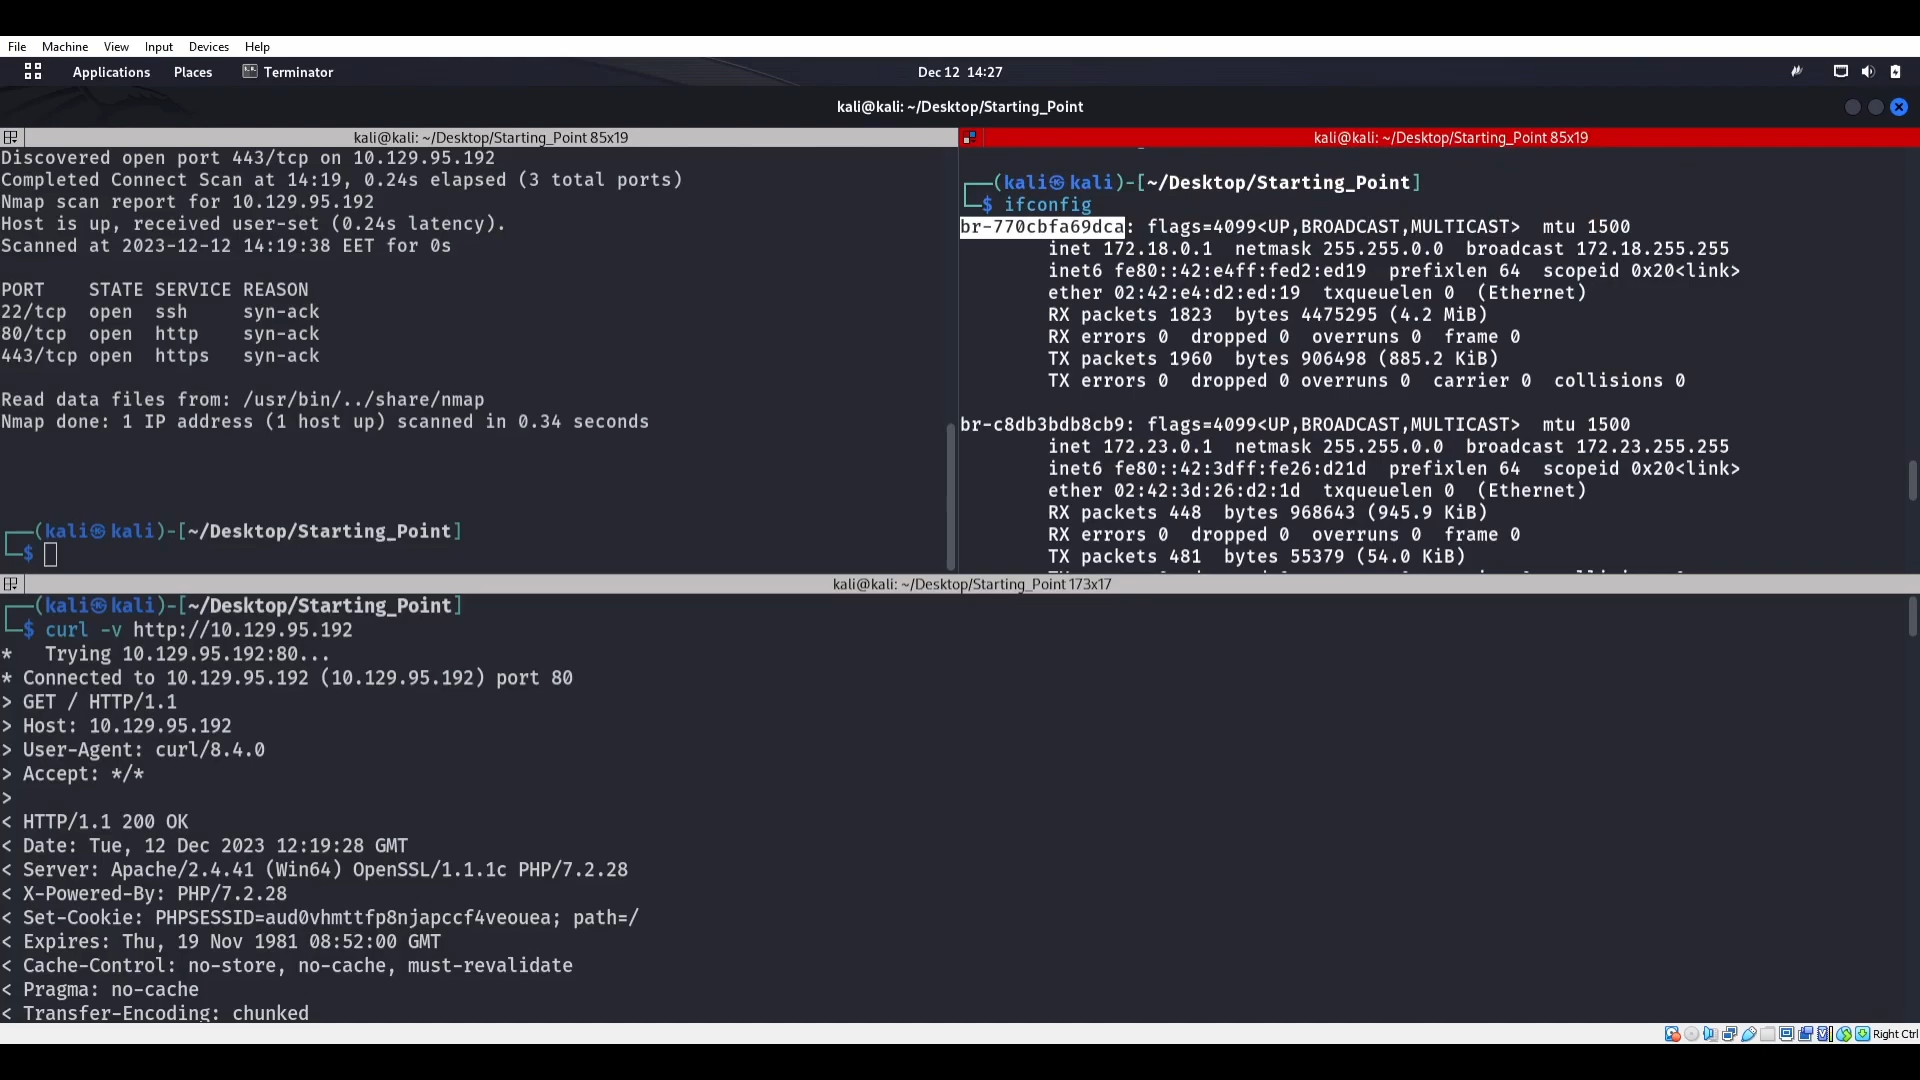 File Machine View Input Devices Help
Applications Places Terminator Dec 12 14:27
kali@kali: ~/Desktop/Starting_Point
kali@kali: ~/Desktop/Starting_Point 85x19
Discovered open port 443/tcp on 10.129.95.192
Completed Connect Scan at 14:19, 0.24s elapsed (3 total ports)
Nmap scan report for 10.129.95.192
Host is up, received user-set (0.24s latency).
Scanned at 2023-12-12 14:19:38 EET for 0s
PORT    STATE SERVICE REASON
22/tcp  open  ssh     syn-ack
80/tcp  open  http    syn-ack
443/tcp open  https   syn-ack
Read data files from: /usr/bin/../share/nmap
Nmap done: 1 IP address (1 host up) scanned in 0.34 seconds
┌──(kali㉿kali)-[~/Desktop/Starting_Point]
└─$
kali@kali: ~/Desktop/Starting_Point 85x19
┌──(kali㉿kali)-[~/Desktop/Starting_Point]
└─$ ifconfig
br-770cbfa69dca: flags=4099<UP,BROADCAST,MULTICAST>  mtu 1500
inet 172.18.0.1  netmask 255.255.0.0  broadcast 172.18.255.255
inet6 fe80::42:e4ff:fed2:ed19  prefixlen 64  scopeid 0x20<link>
ether 02:42:e4:d2:ed:19  txqueuelen 0  (Ethernet)
RX packets 1823  bytes 4475295 (4.2 MiB)
RX errors 0  dropped 0  overruns 0  frame 0
TX packets 1960  bytes 906498 (885.2 KiB)
TX errors 0  dropped 0 overruns 0  carrier 0  collisions 0
br-c8db3bdb8cb9: flags=4099<UP,BROADCAST,MULTICAST>  mtu 1500
inet 172.23.0.1  netmask 255.255.0.0  broadcast 172.23.255.255
inet6 fe80::42:3dff:fe26:d21d  prefixlen 64  scopeid 0x20<link>
ether 02:42:3d:26:d2:1d  txqueuelen 0  (Ethernet)
RX packets 448  bytes 968643 (945.9 KiB)
RX errors 0  dropped 0  overruns 0  frame 0
TX packets 481  bytes 55379 (54.0 KiB)
kali@kali: ~/Desktop/Starting_Point 173x17
┌──(kali㉿kali)-[~/Desktop/Starting_Point]
└─$ curl -v http://10.129.95.192
*   Trying 10.129.95.192:80...
* Connected to 10.129.95.192 (10.129.95.192) port 80
> GET / HTTP/1.1
> Host: 10.129.95.192
> User-Agent: curl/8.4.0
> Accept: */*
>
< HTTP/1.1 200 OK
< Date: Tue, 12 Dec 2023 12:19:28 GMT
< Server: Apache/2.4.41 (Win64) OpenSSL/1.1.1c PHP/7.2.28
< X-Powered-By: PHP/7.2.28
< Set-Cookie: PHPSESSID=aud0vhmttfp8njapccf4veouea; path=/
< Expires: Thu, 19 Nov 1981 08:52:00 GMT
< Cache-Control: no-store, no-cache, must-revalidate
< Pragma: no-cache
< Transfer-Encoding: chunked
Right Ctrl